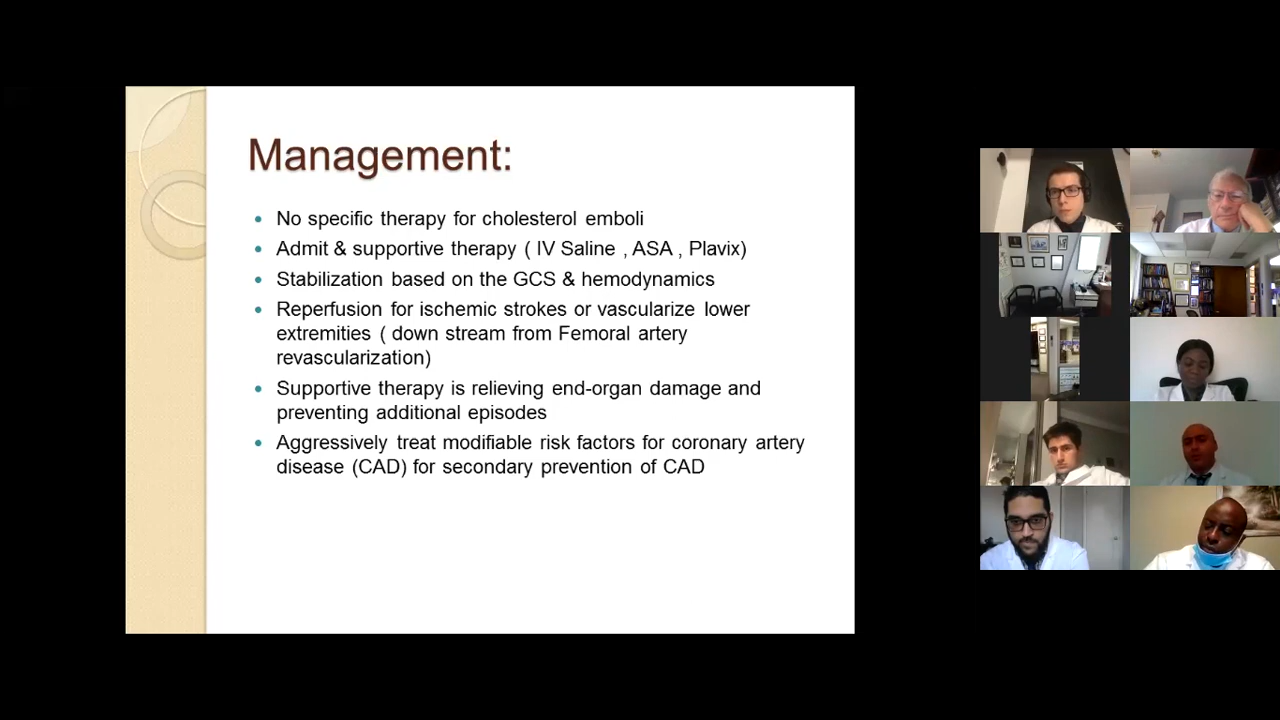 Management:
No specific therapy for cholesterol emboli
Admit & supportive therapy ( IV Saline , ASA , Plavix)
Stabilization based on the GCS & hemodynamics
Reperfusion for ischemic strokes or vascularize lower
extremities ( down stream from Femoral artery
revascularization)
Supportive therapy is relieving end-organ damage and
preventing additional episodes
Aggressively treat modifiable risk factors for coronary artery
disease (CAD) for secondary prevention of CAD